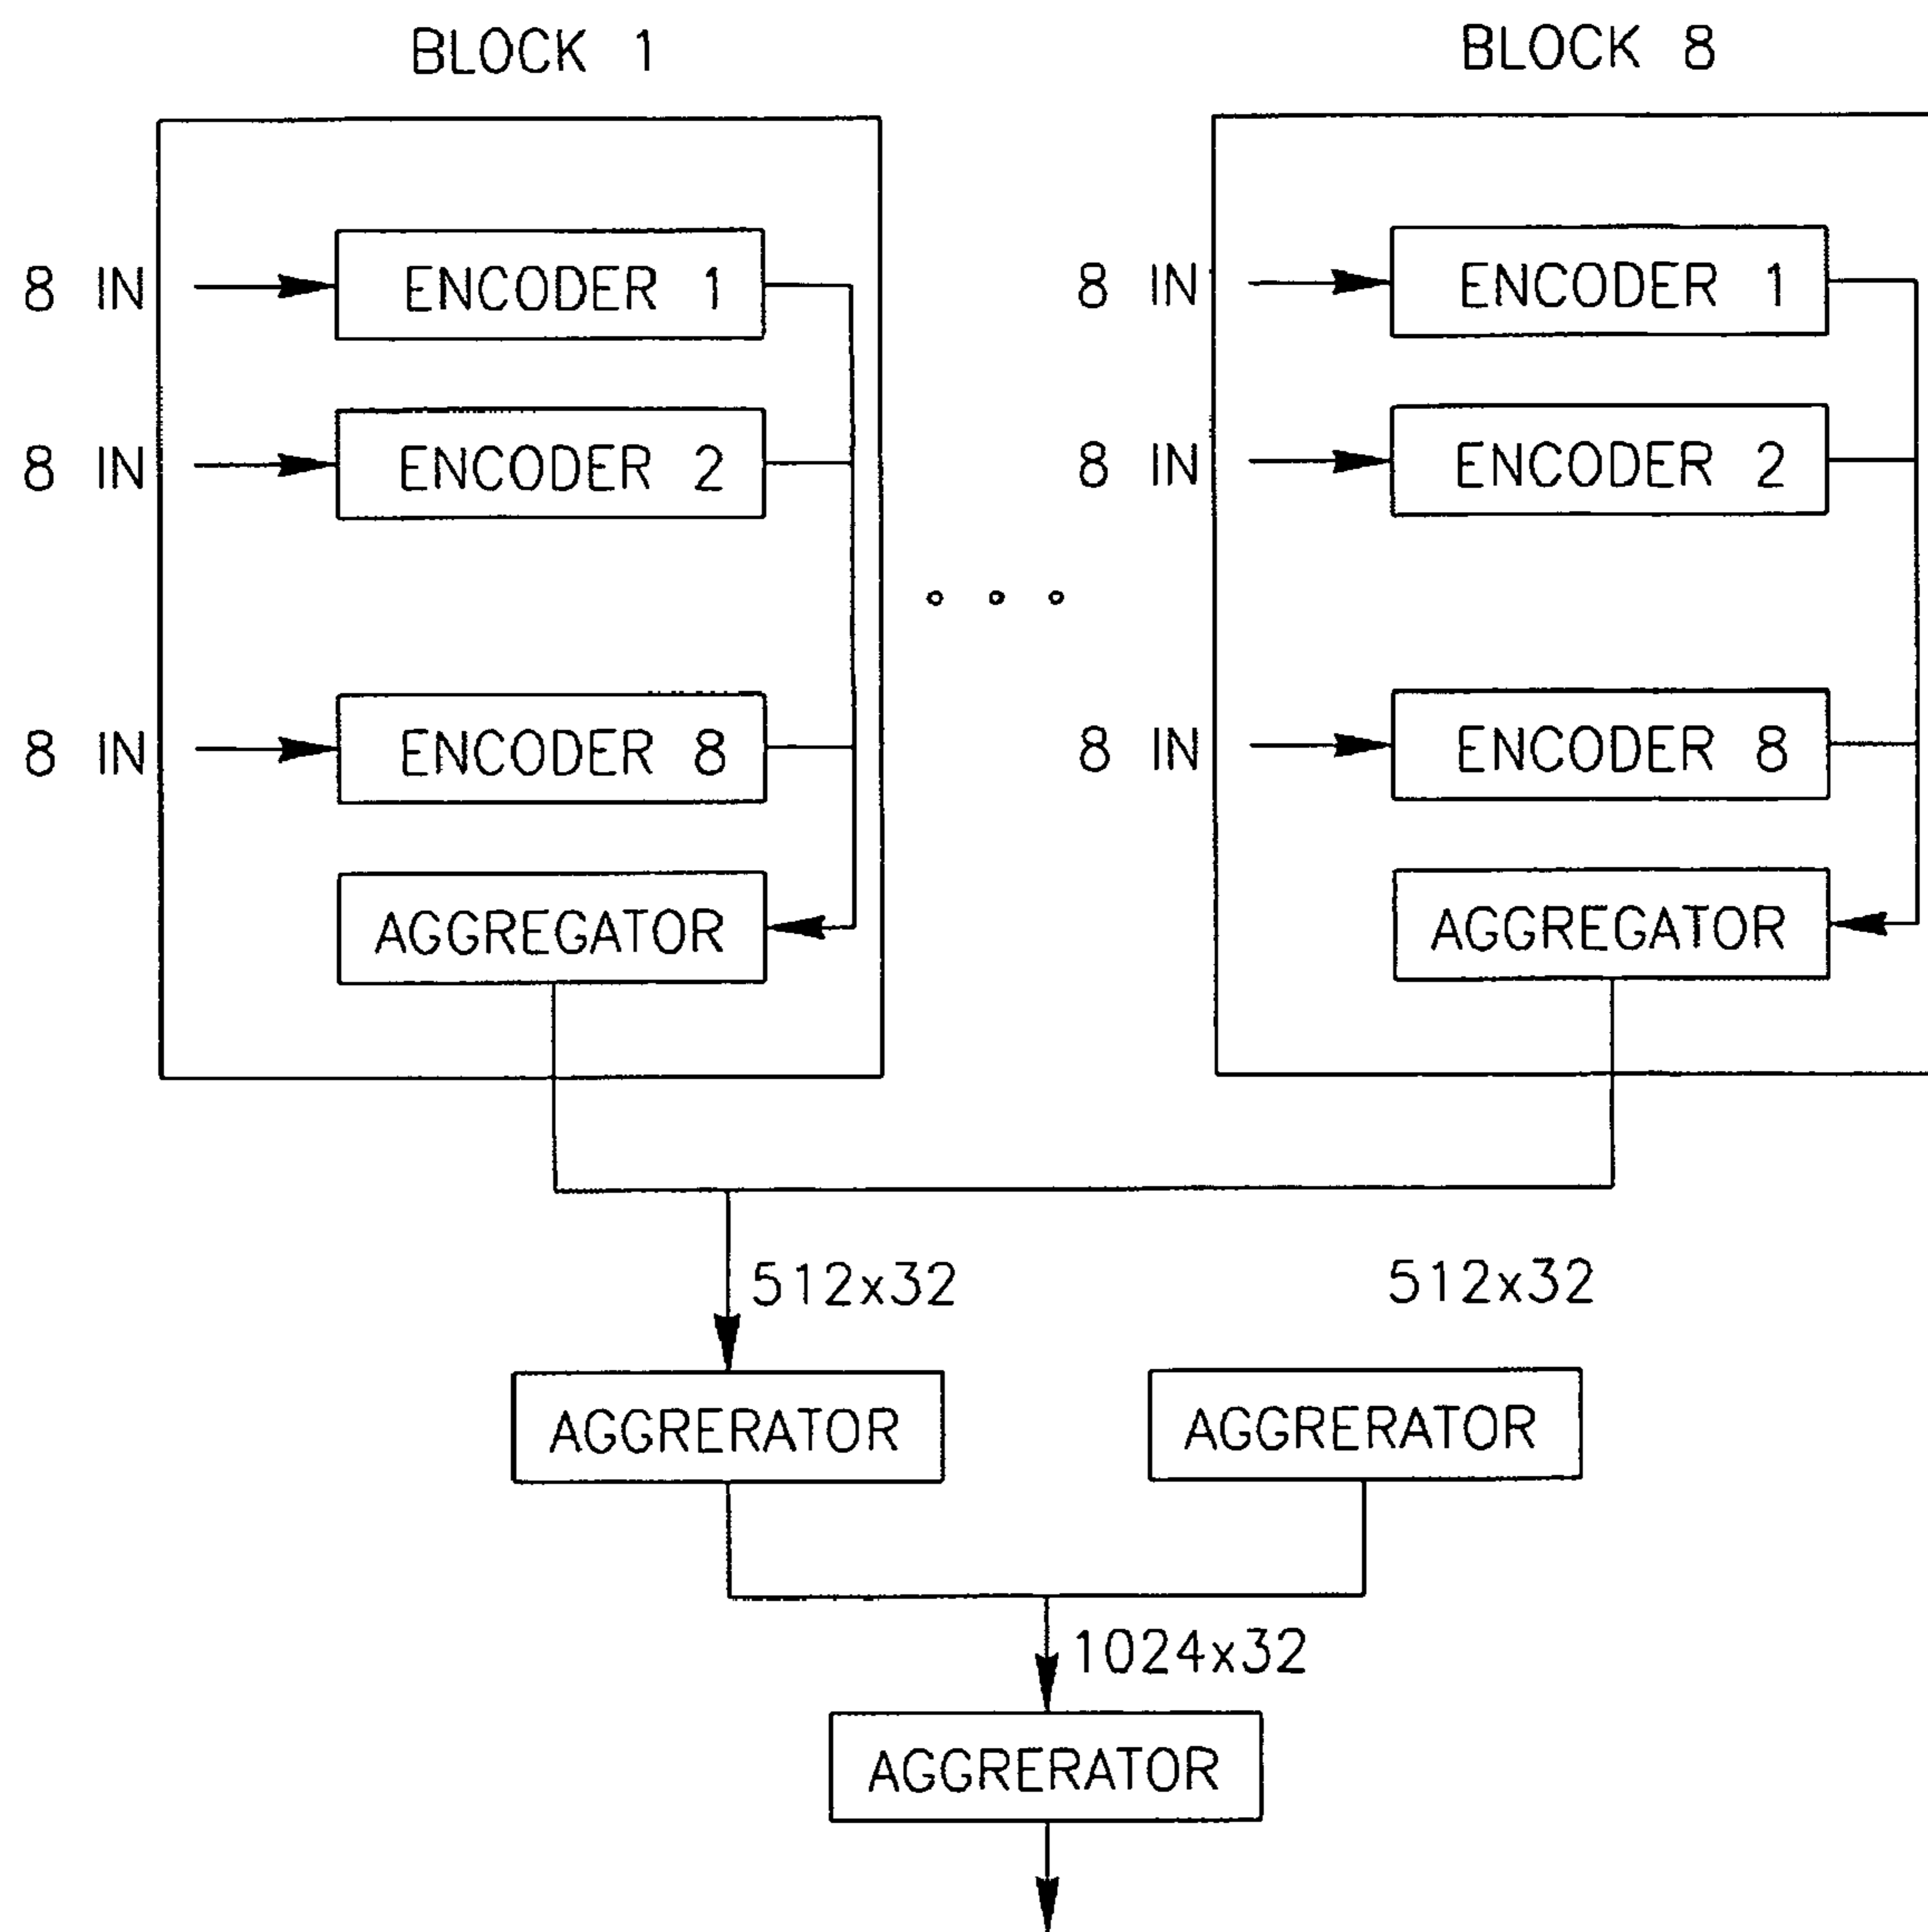 BLOCK 1 BLOCK 8
8 IN ENCODER 1 8 IN ENCODER 1
8 IN ENCODER 2 8 IN ENCODER 2
8 IN ENCODER 8 8 IN ENCODER 8
AGGREGATOR AGGREGATOR
512x32 512x32
AGGRERATOR AGGRERATOR
1024x32
AGGRERATOR